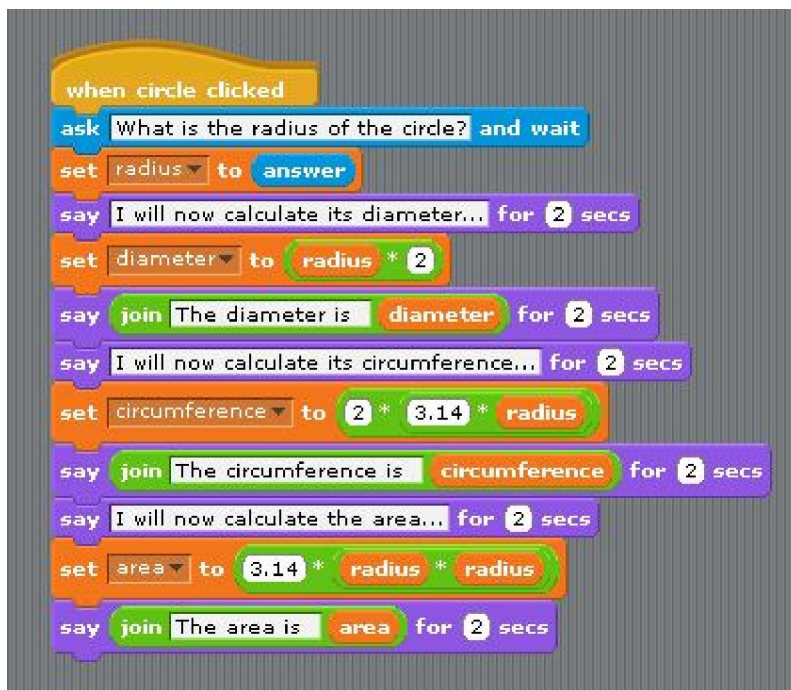 when circle clicked
ask What is the radius of the circle? and wait
set radius to answer
say I will now calculate its diameter... for 2 secs
set diameter to radius * 2
say join The diameter is diameter for 2 secs
say I will now calculate its circumference... for 2 secs
set circumference to 2 * 3.14 * radius
say join The circumference is circumference for 2 secs
say I will now calculate the area... for 2 secs
set area to 3.14 * radius * radius
say join The area is area for 2 secs